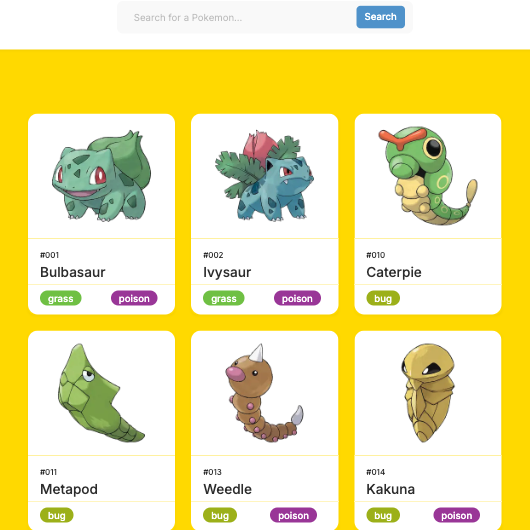 Search for a Pokemon...
Search
#001
Bulbasaur
grass
poison
#002
Ivysaur
grass
poison
#010
Caterpie
bug
#011
Metapod
bug
#013
Weedle
bug
poison
#014
Kakuna
bug
poison